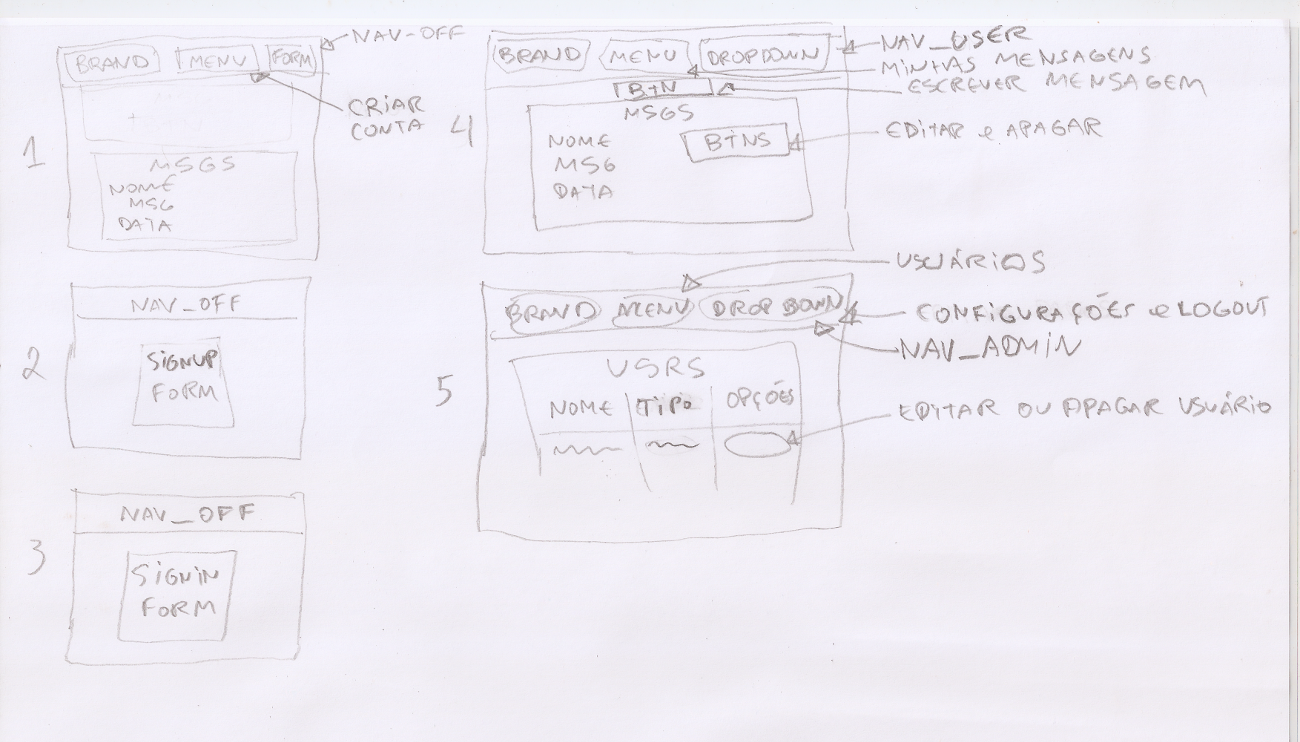 1
BRAND MENU FORM
NAV-OFF
CRIAR
CONTA
MSGS
NOME
MSG
DATA
2
NAV_OFF
SIGNUP
FORM
3
NAV_OFF
SIGNIN
FORM
4
BRAND MENU DROPDOWN
NAV_USER
MINHAS MENSAGENS
BTN
ESCREVER MENSAGEM
MSGS
NOME
MSG
DATA
BTNS
EDITAR e APAGAR
5
USUÁRIOS
BRAND MENU DROP DOWN
CONFIGURAÇÕES e LOGOUT
NAV_ADMIN
USRS
NOME TIPO OPÇÕES
EDITAR OU APAGAR USUÁRIO